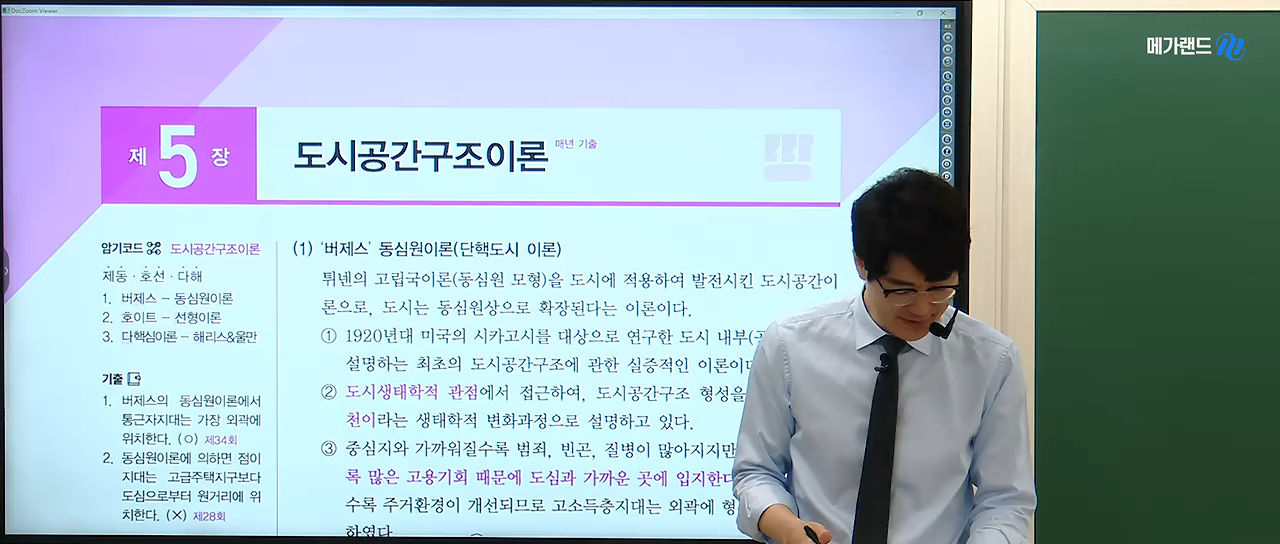 DocZoom Viewer
메가랜드
제 5 장
도시공간구조이론 매년 기출
암기코드 도시공간구조이론
제동·호선·다해
1. 버제스 – 동심원이론
2. 호이트 – 선형이론
3. 다핵심이론 – 해리스&울만
기출
1. 버제스의 동심원이론에서
통근자지대는 가장 외곽에
위치한다. (○) 제34회
2. 동심원이론에 의하면 점이
지대는 고급주택지구보다
도심으로부터 원거리에 위
치한다. (×) 제28회
(1) ‘버제스’ 동심원이론(단핵도시 이론)
튀넨의 고립국이론(동심원 모형)을 도시에 적용하여 발전시킨 도시공간이
론으로, 도시는 동심원상으로 확장된다는 이론이다.
① 1920년대 미국의 시카고시를 대상으로 연구한 도시 내부(
설명하는 최초의 도시공간구조에 관한 실증적인 이론이다
② 도시생태학적 관점에서 접근하여, 도시공간구조 형성을
천이라는 생태학적 변화과정으로 설명하고 있다.
③ 중심지와 가까워질수록 범죄, 빈곤, 질병이 많아지지만
록 많은 고용기회 때문에 도심과 가까운 곳에 입지한다
수록 주거환경이 개선되므로 고소득층지대는 외곽에 형
하였다